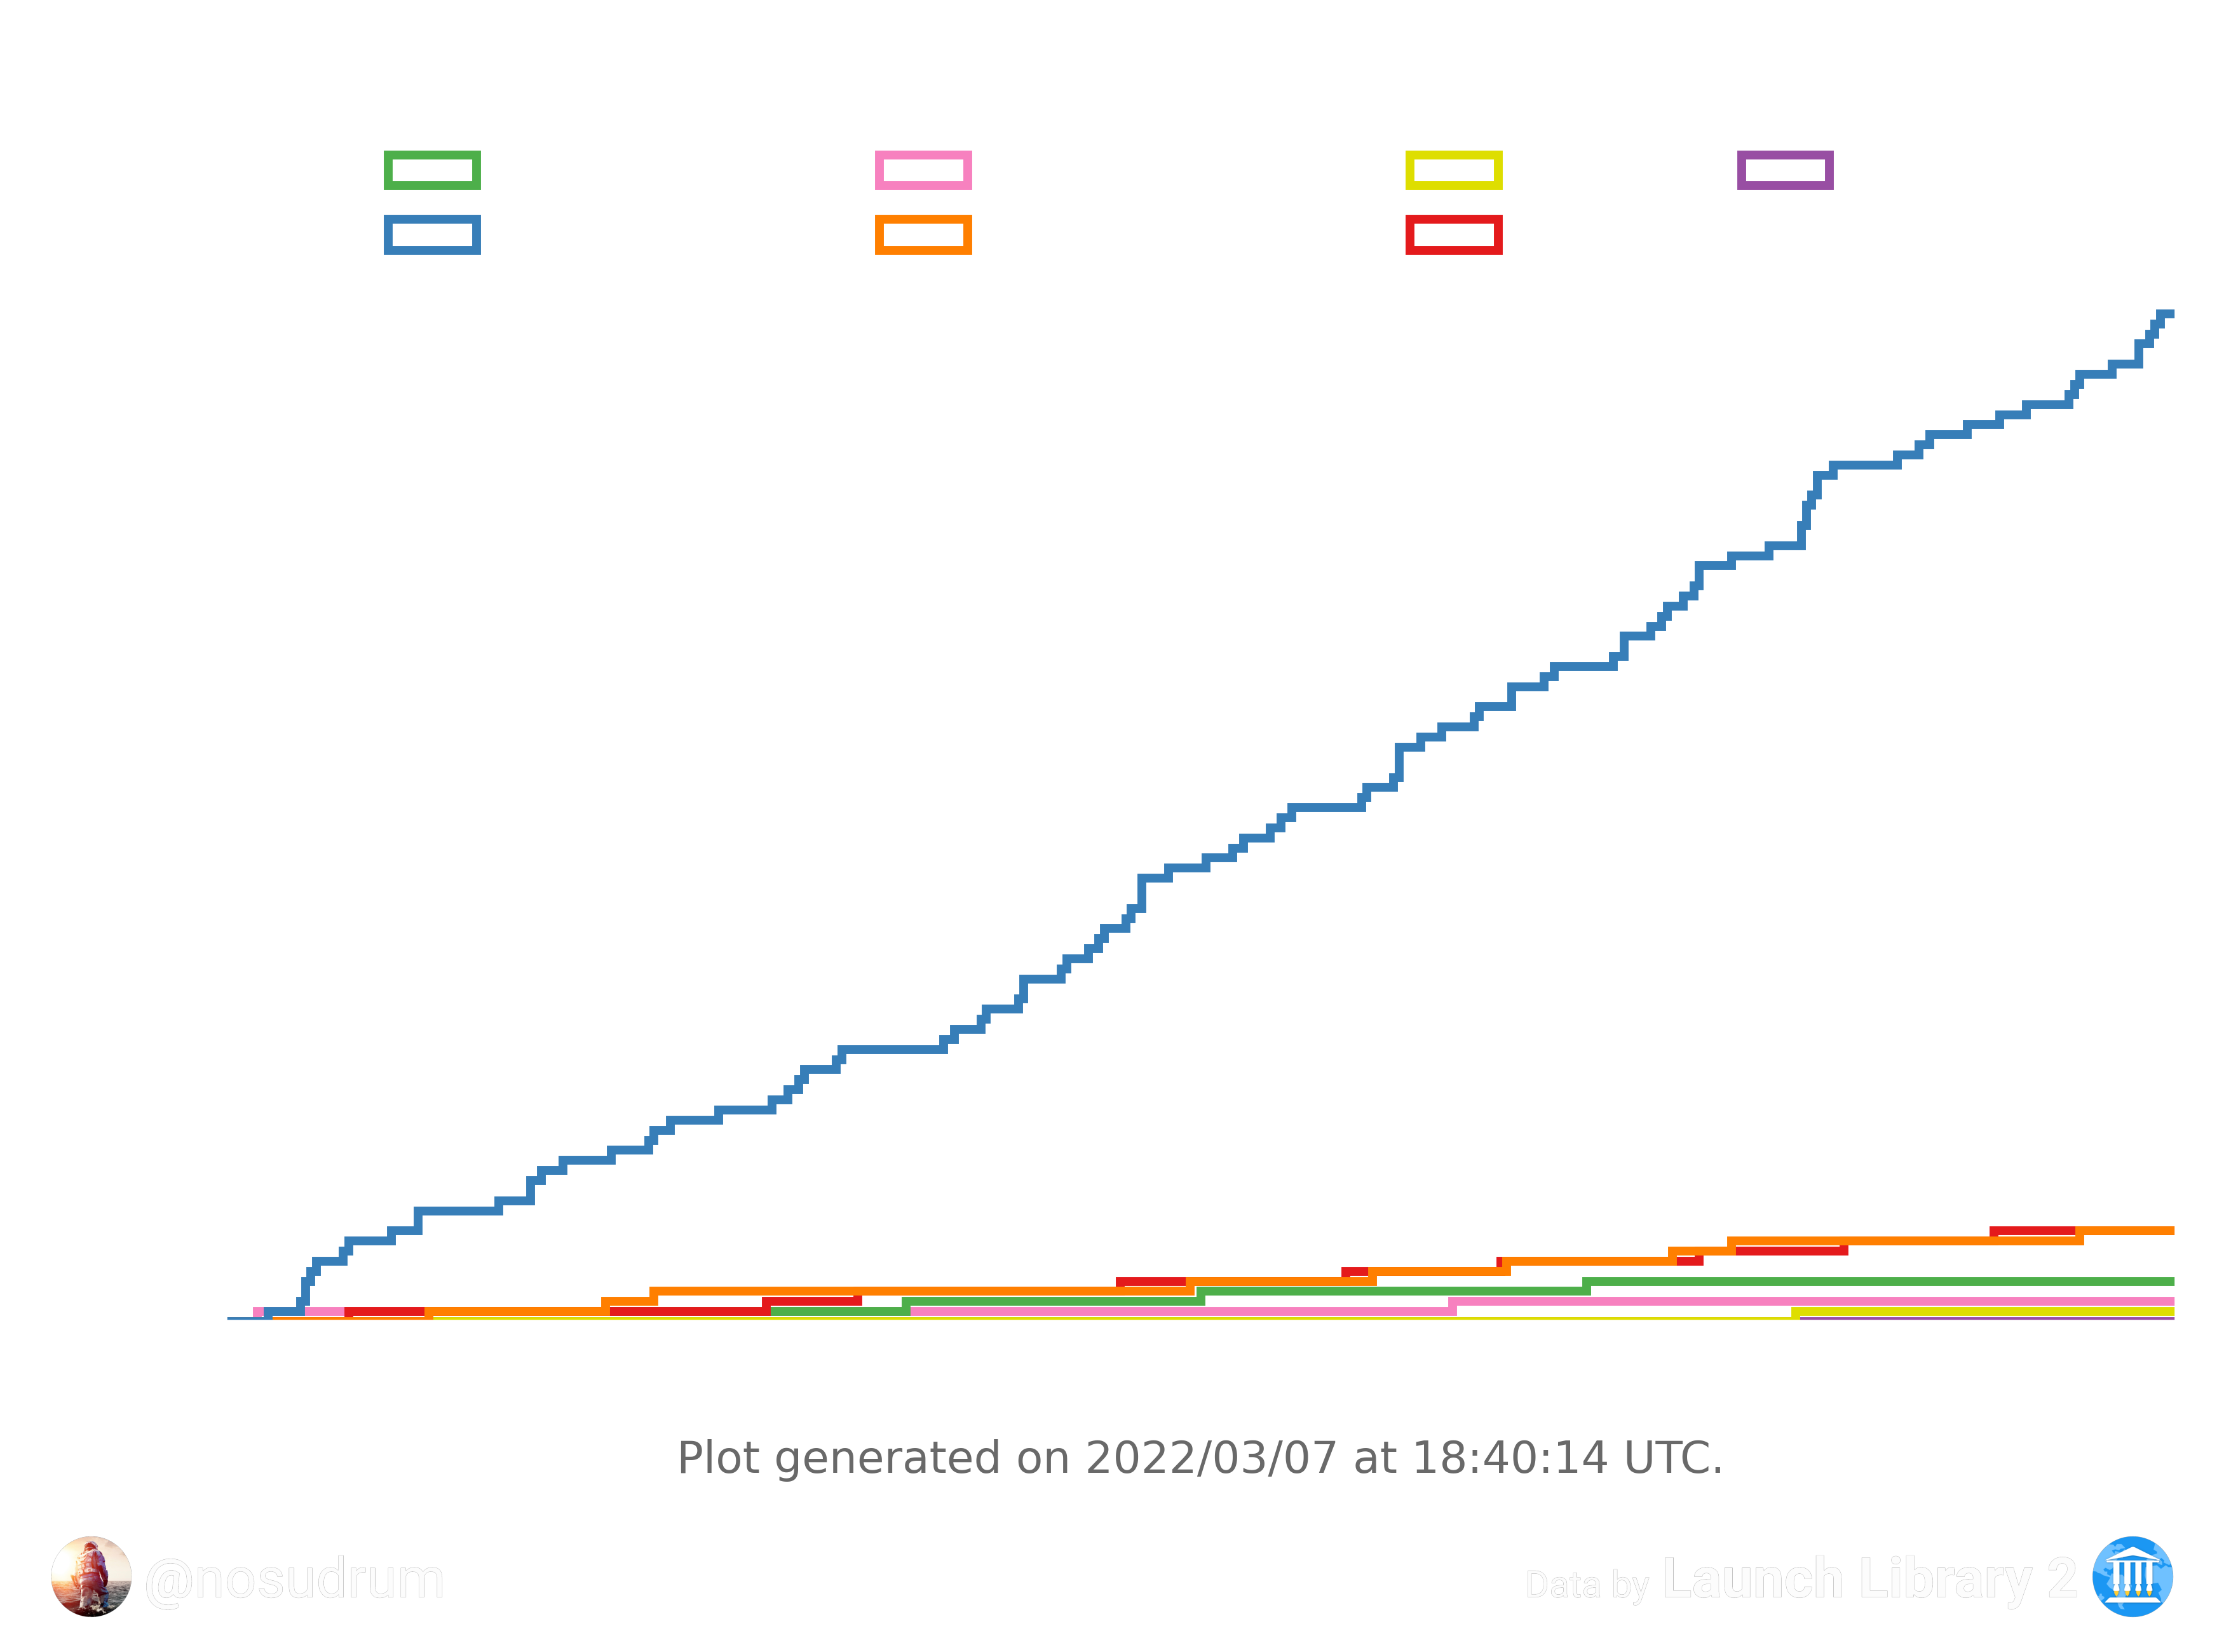 Plot generated on 2022/03/07 at 18:40:14 UTC.
@nosudrum
Data by Launch Library 2